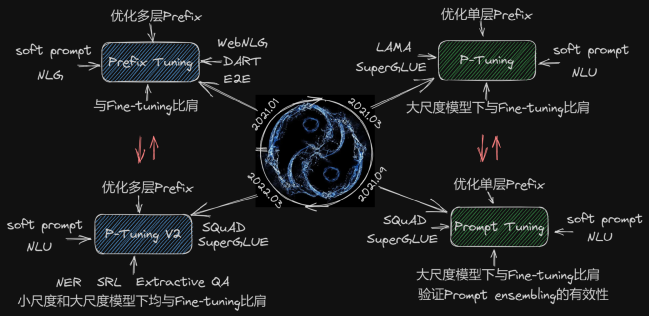 优化多层Prefix
soft prompt
NLG
Prefix Tuning
WebNLG
DART
E2E
与Fine-tuning比肩
优化单层Prefix
LAMA
SuperGLUE
P-Tuning
soft prompt
NLU
大尺度模型下与Fine-tuning比肩
2021.01
2021.03
2022.03
2021.09
优化多层Prefix
soft prompt
NLU
P-Tuning V2
SQuAD
SuperGLUE
NER SRL Extractive QA
小尺度和大尺度模型下均与Fine-tuning比肩
优化单层Prefix
SQuAD
SuperGLUE
Prompt Tuning
soft prompt
NLU
大尺度模型下与Fine-tuning比肩
验证Prompt ensembling的有效性